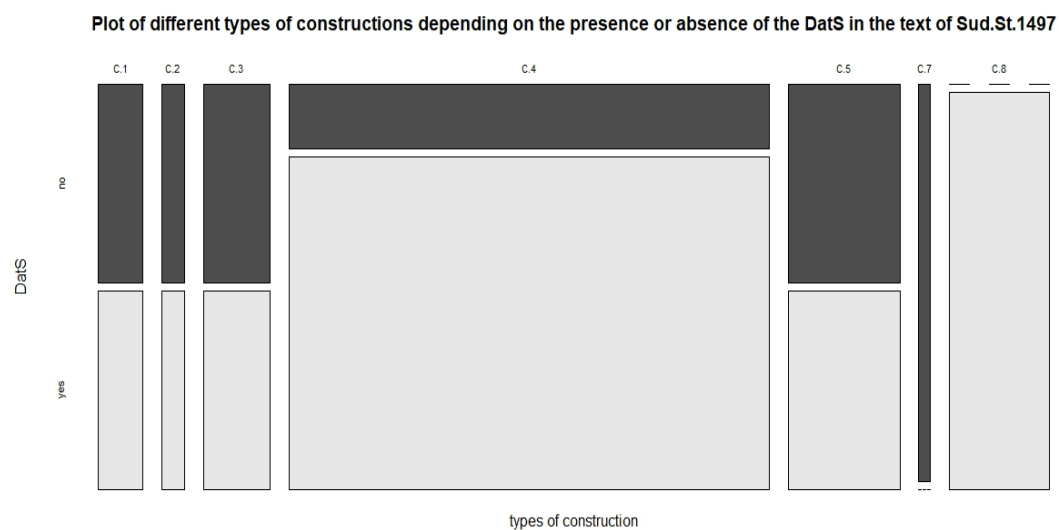 Plot of different types of constructions depending on the presence or absence of the DatS in the text of Sud.St.1497
C.1 C.2 C.3 C.4 C.5 C.7 C.8
no
DatS
yes
types of construction